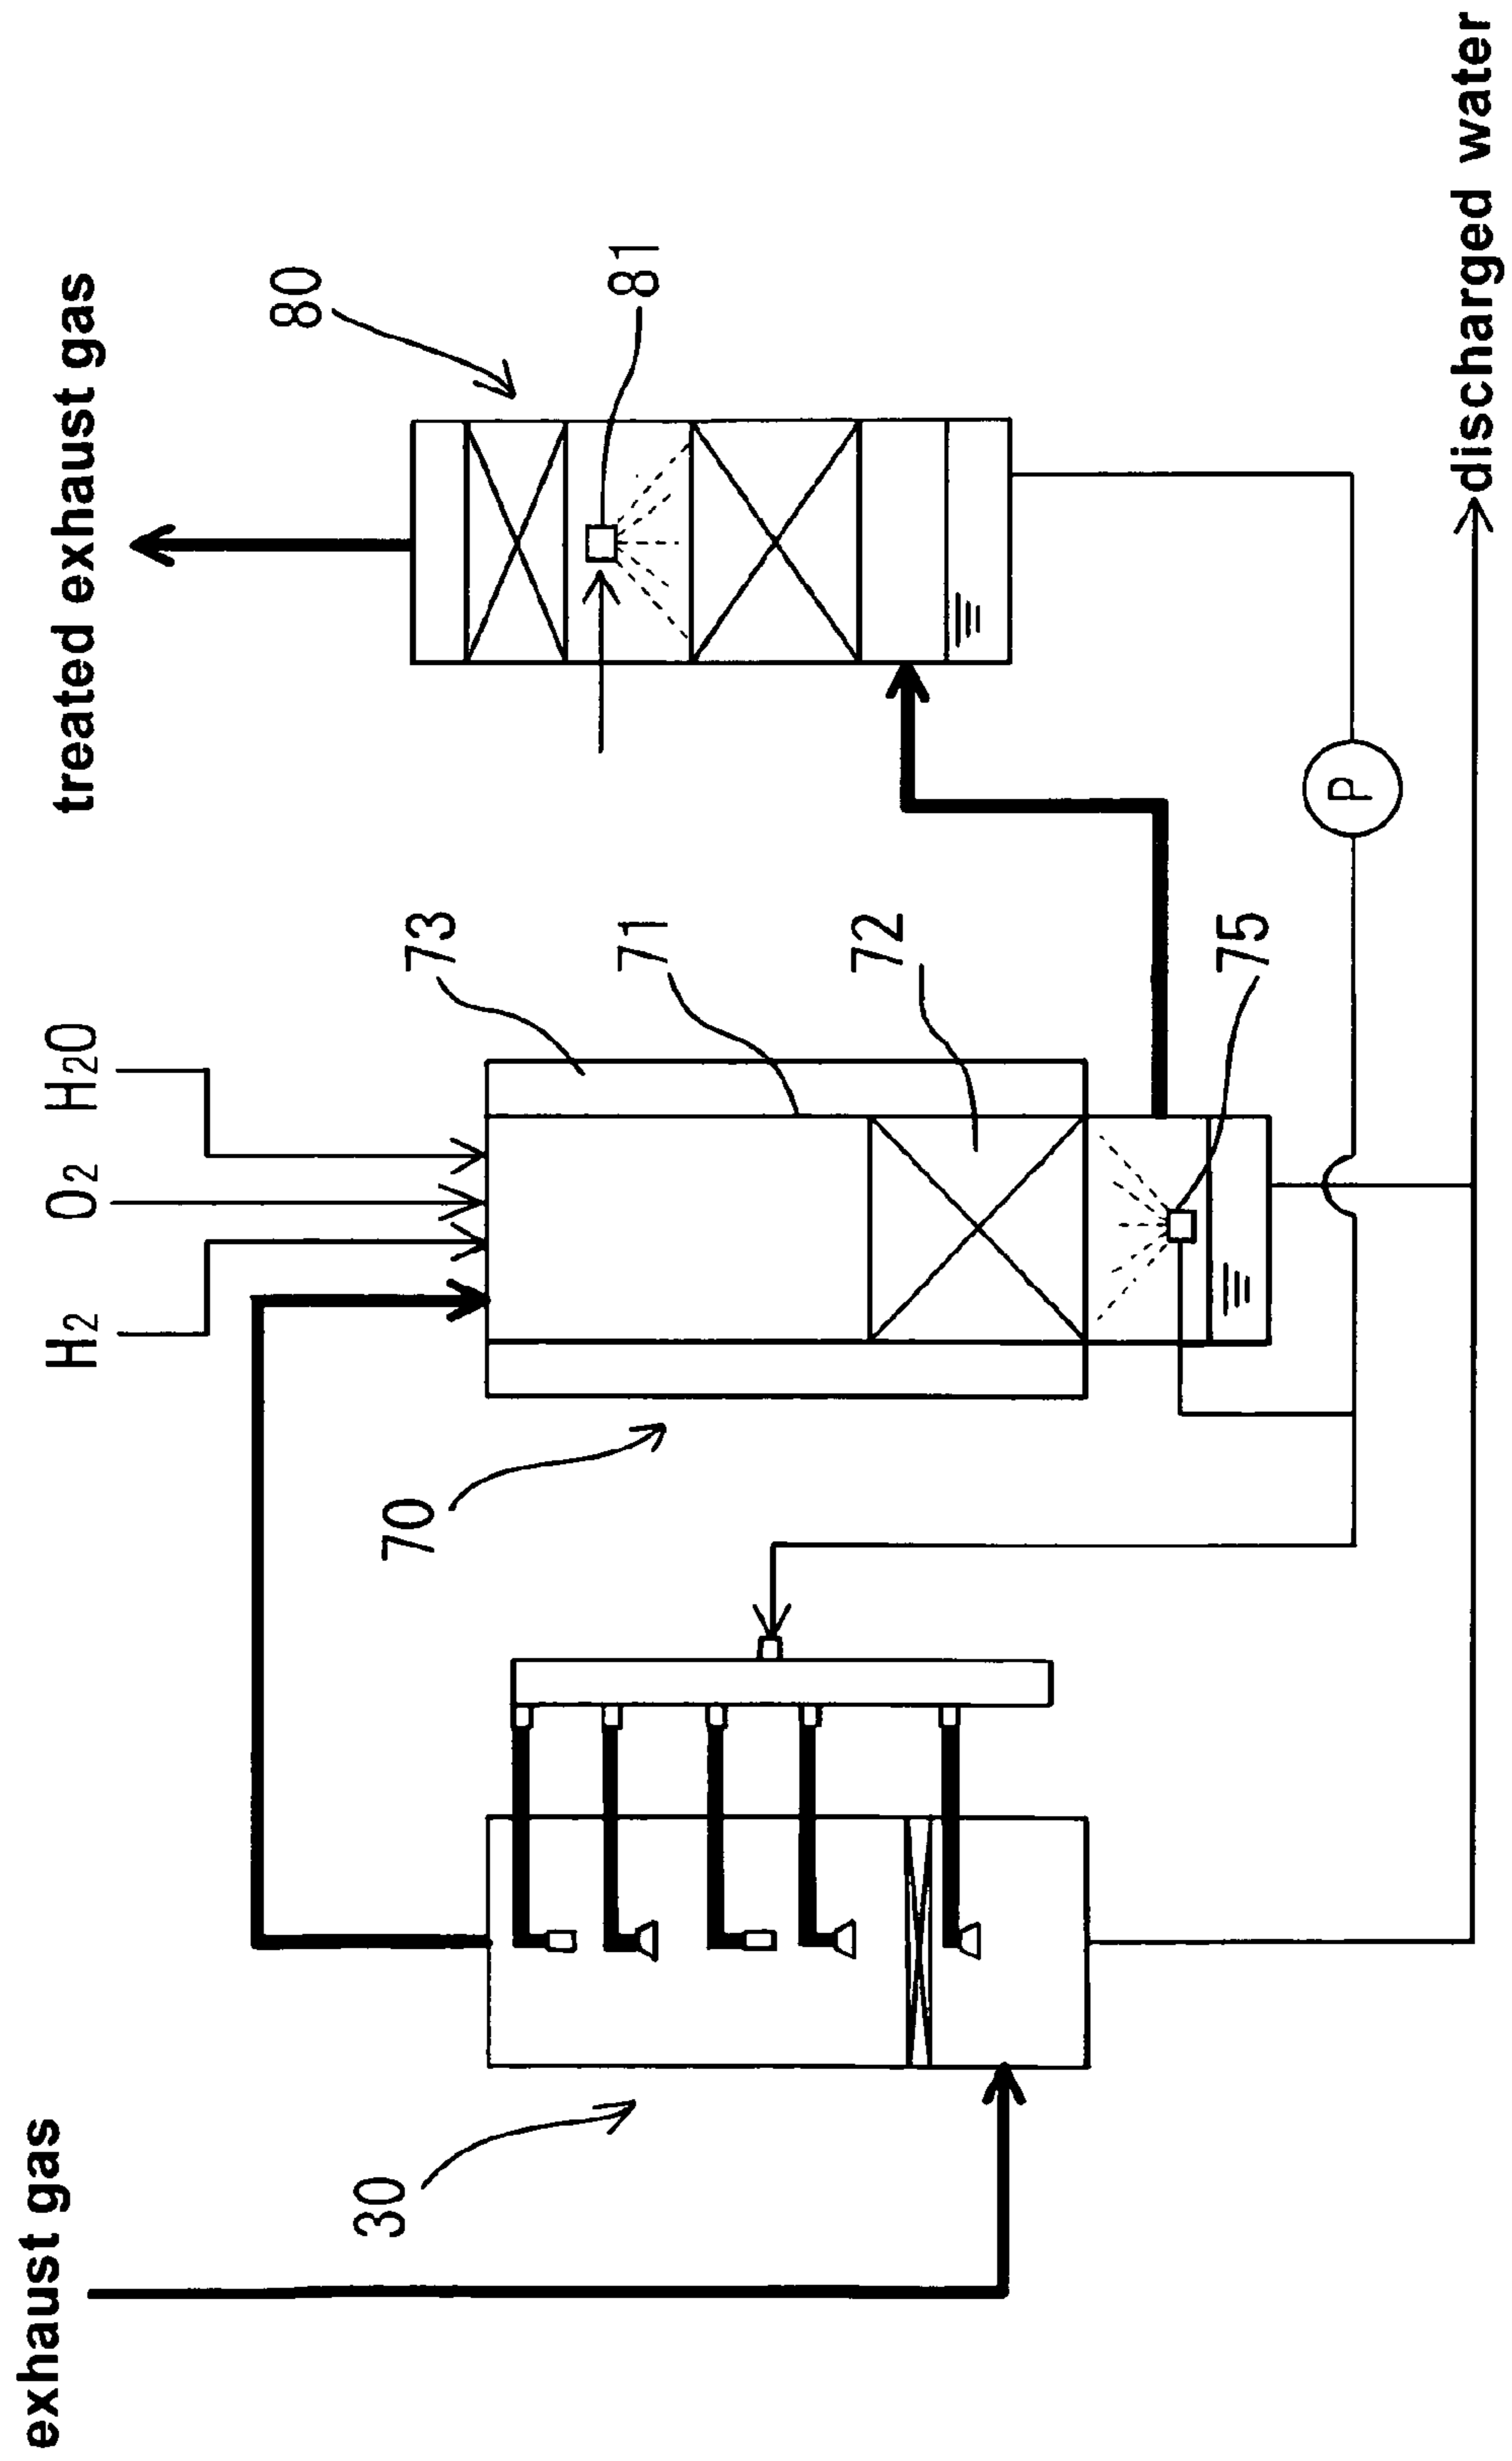 exhaust gas
H2
O2
H2O
treated exhaust gas
30
70
73
71
72
75
80
81
P
discharged water